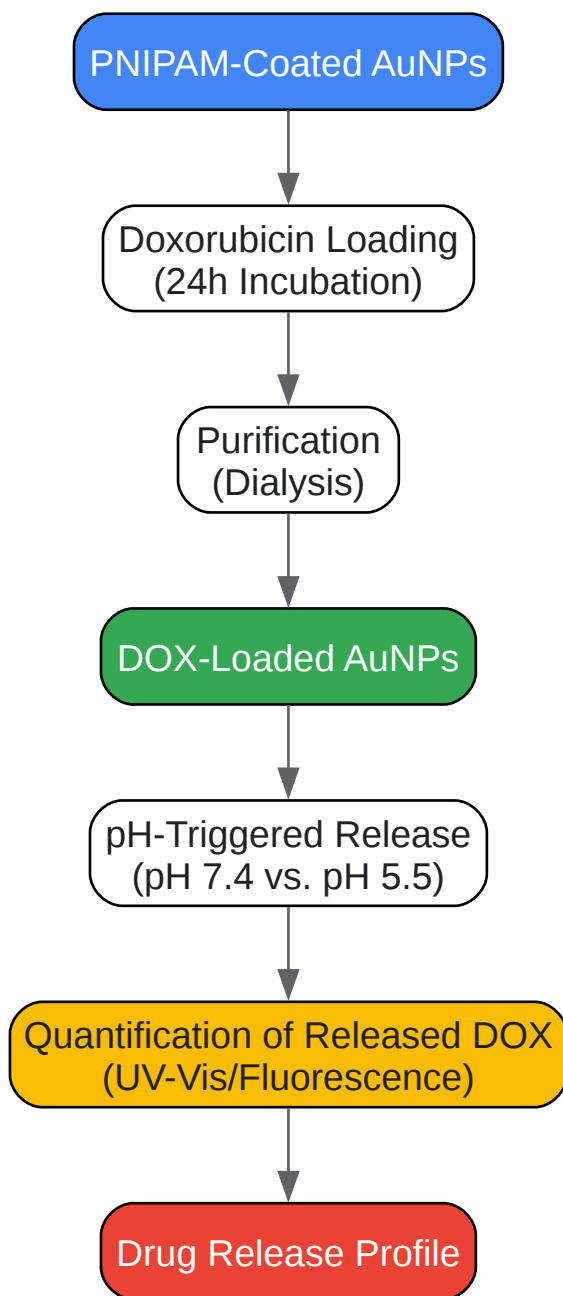 PNIPAM-Coated AuNPs
Doxorubicin Loading
(24h Incubation)
Purification
(Dialysis)
DOX-Loaded AuNPs
pH-Triggered Release
(pH 7.4 vs. pH 5.5)
Quantification of Released DOX
(UV-Vis/Fluorescence)
Drug Release Profile